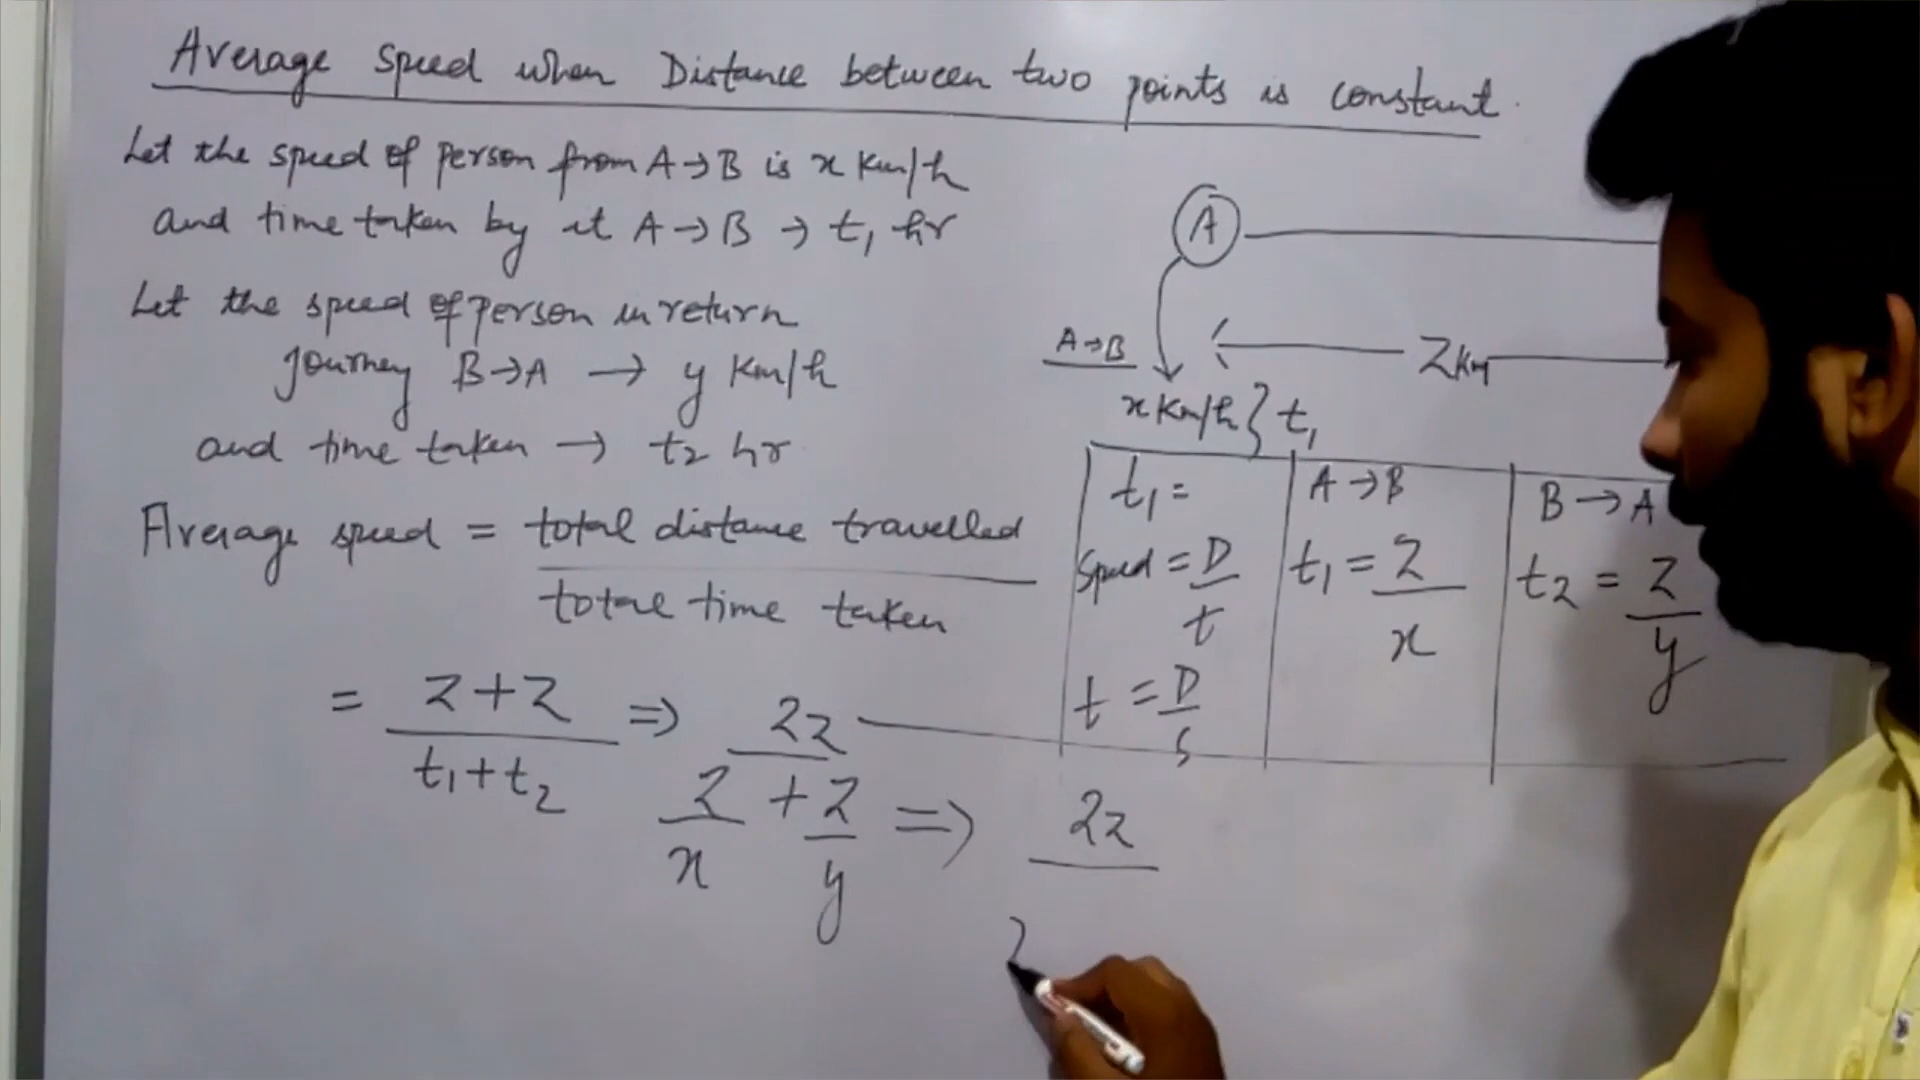 Average speed when Distance between two points is constant.
Let the speed of person from A→B is x Km/h
and time taken by it A→B → t₁ hr
Let the speed of person in return
Journey B→A → y Km/h
and time taken → t₂ hr
Average speed = total distance travelled
total time taken
= z+z / t₁+t₂ ⇒ 2z / z/x + z/y ⇒ 2z
A
A→B
Z Km
x Km/h } t₁
t₁ =
Speed = D/t
t = D/s
A→B
t₁ = z/x
B→A
t₂ = z/y